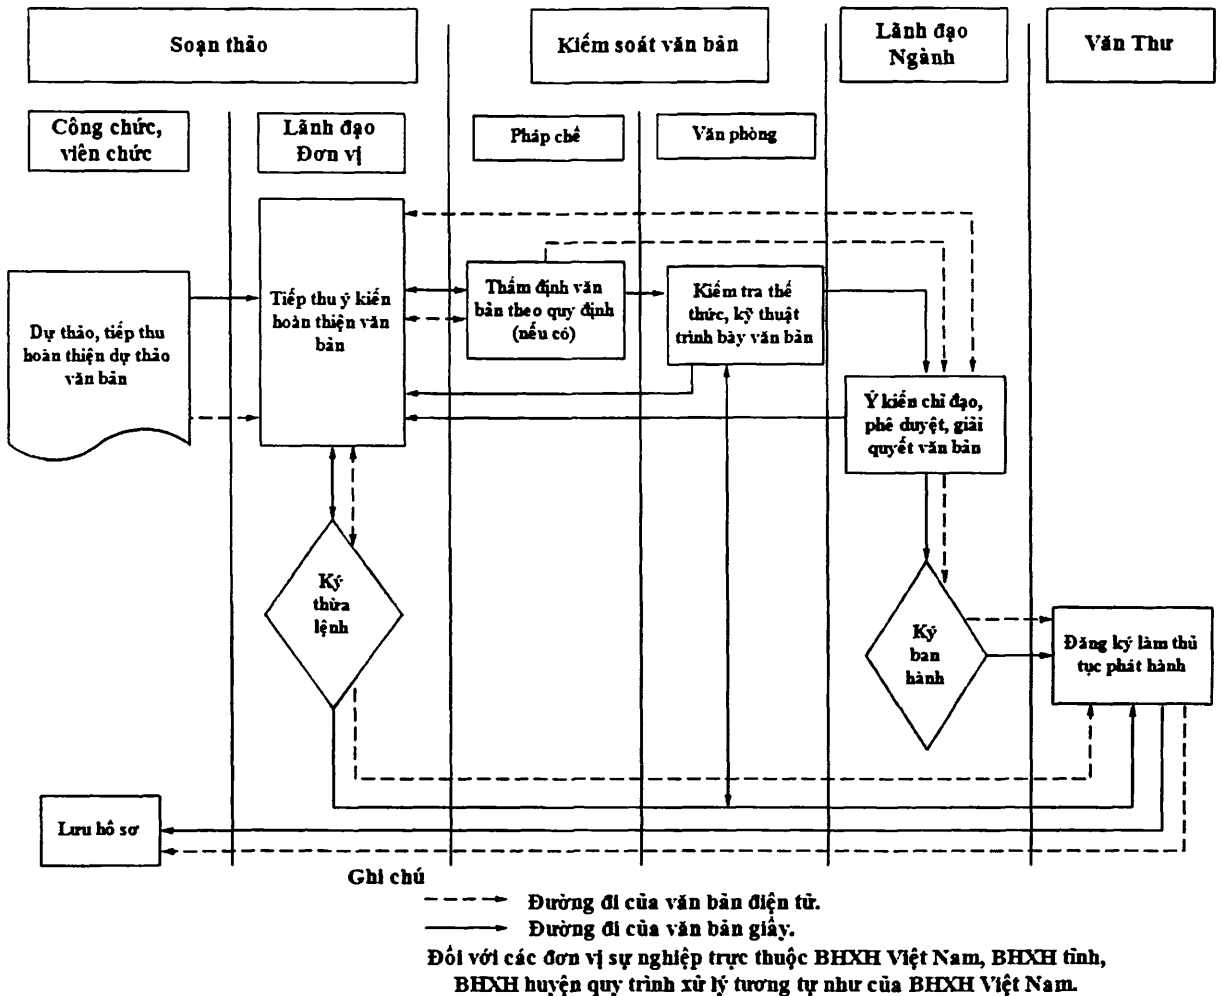 Soạn thảo
Kiểm soát văn bản
Lãnh đạo
Ngành
Văn Thư
Công chức,
viên chức
Lãnh đạo
Đơn vị
Pháp chế
Văn phòng
Dự thảo, tiếp thu
hoàn thiện dự thảo
văn bản
Tiếp thu ý kiến
hoàn thiện văn
bản
Thẩm định văn
bản theo quy định
(nếu có)
Kiểm tra thể
thức, kỹ thuật
trình bày văn bản
Ý kiến chỉ đạo,
phê duyệt, giải
quyết văn bản
Ký
thừa
lệnh
Ký
ban
hành
Đăng ký làm thủ
tục phát hành
Lưu hồ sơ
Ghi chú
Đường đi của văn bản điện tử.
Đường đi của văn bản giấy.
Đối với các đơn vị sự nghiệp trực thuộc BHXH Việt Nam, BHXH tỉnh,
BHXH huyện quy trình xử lý tương tự như của BHXH Việt Nam.